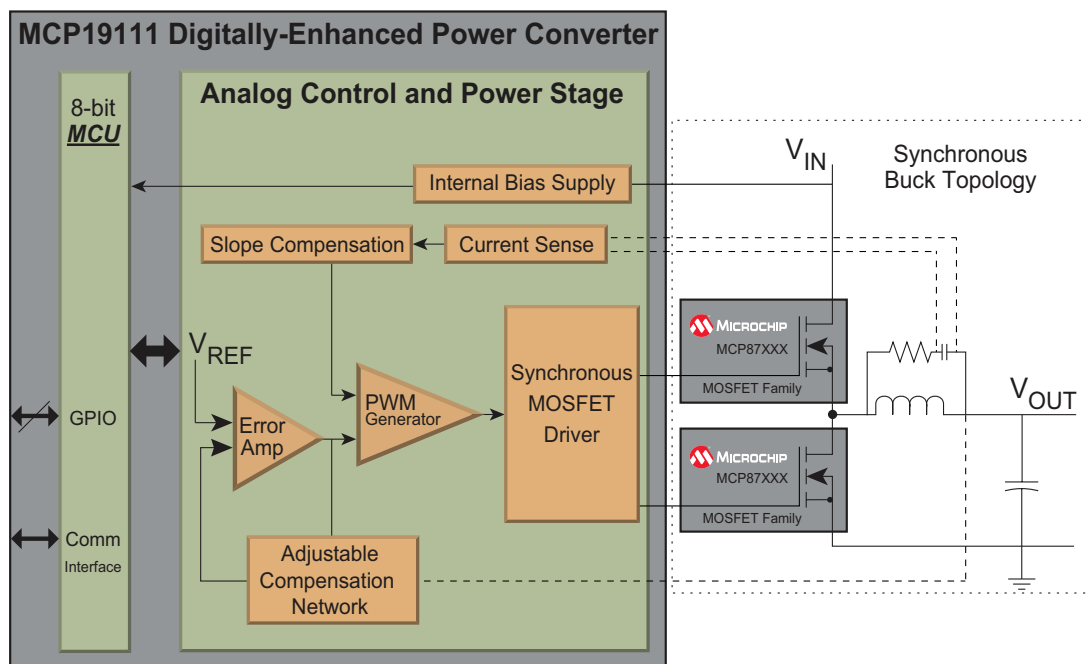 MCP19111 Digitally-Enhanced Power Converter
8-bit
MCU
Analog Control and Power Stage
Internal Bias Supply
Slope Compensation
Current Sense
VREF
Error
Amp
PWM
Generator
Synchronous
MOSFET
Driver
Adjustable
Compensation
Network
GPIO
Comm
Interface
VIN
Synchronous
Buck Topology
MICROCHIP
MCP87XXX
MOSFET Family
MICROCHIP
MCP87XXX
MOSFET Family
VOUT